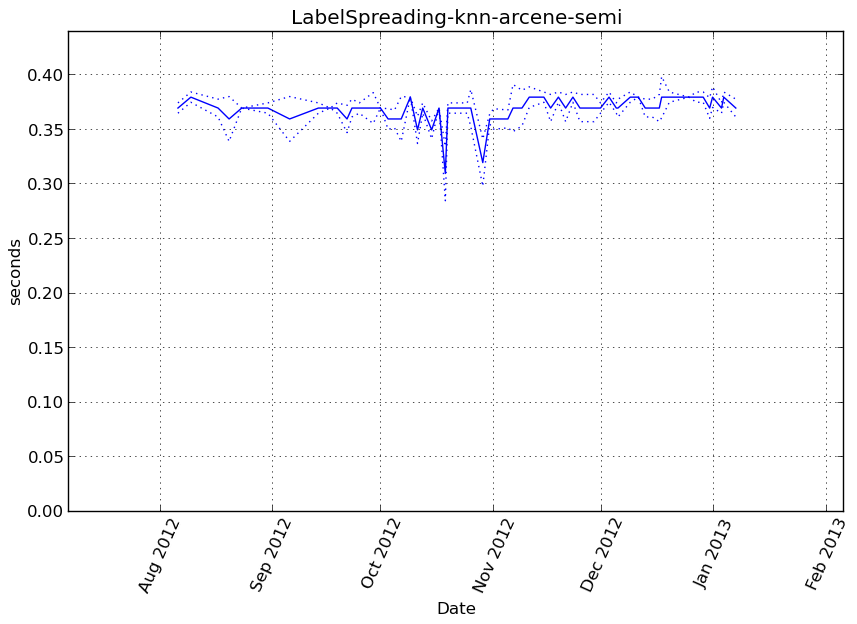 LabelSpreading-knn-arcene-semi
0.40
0.35
0.30
0.25
0.20
0.15
0.10
0.05
0.00
seconds
Aug 2012
Sep 2012
Oct 2012
Nov 2012
Dec 2012
Jan 2013
Feb 2013
Date